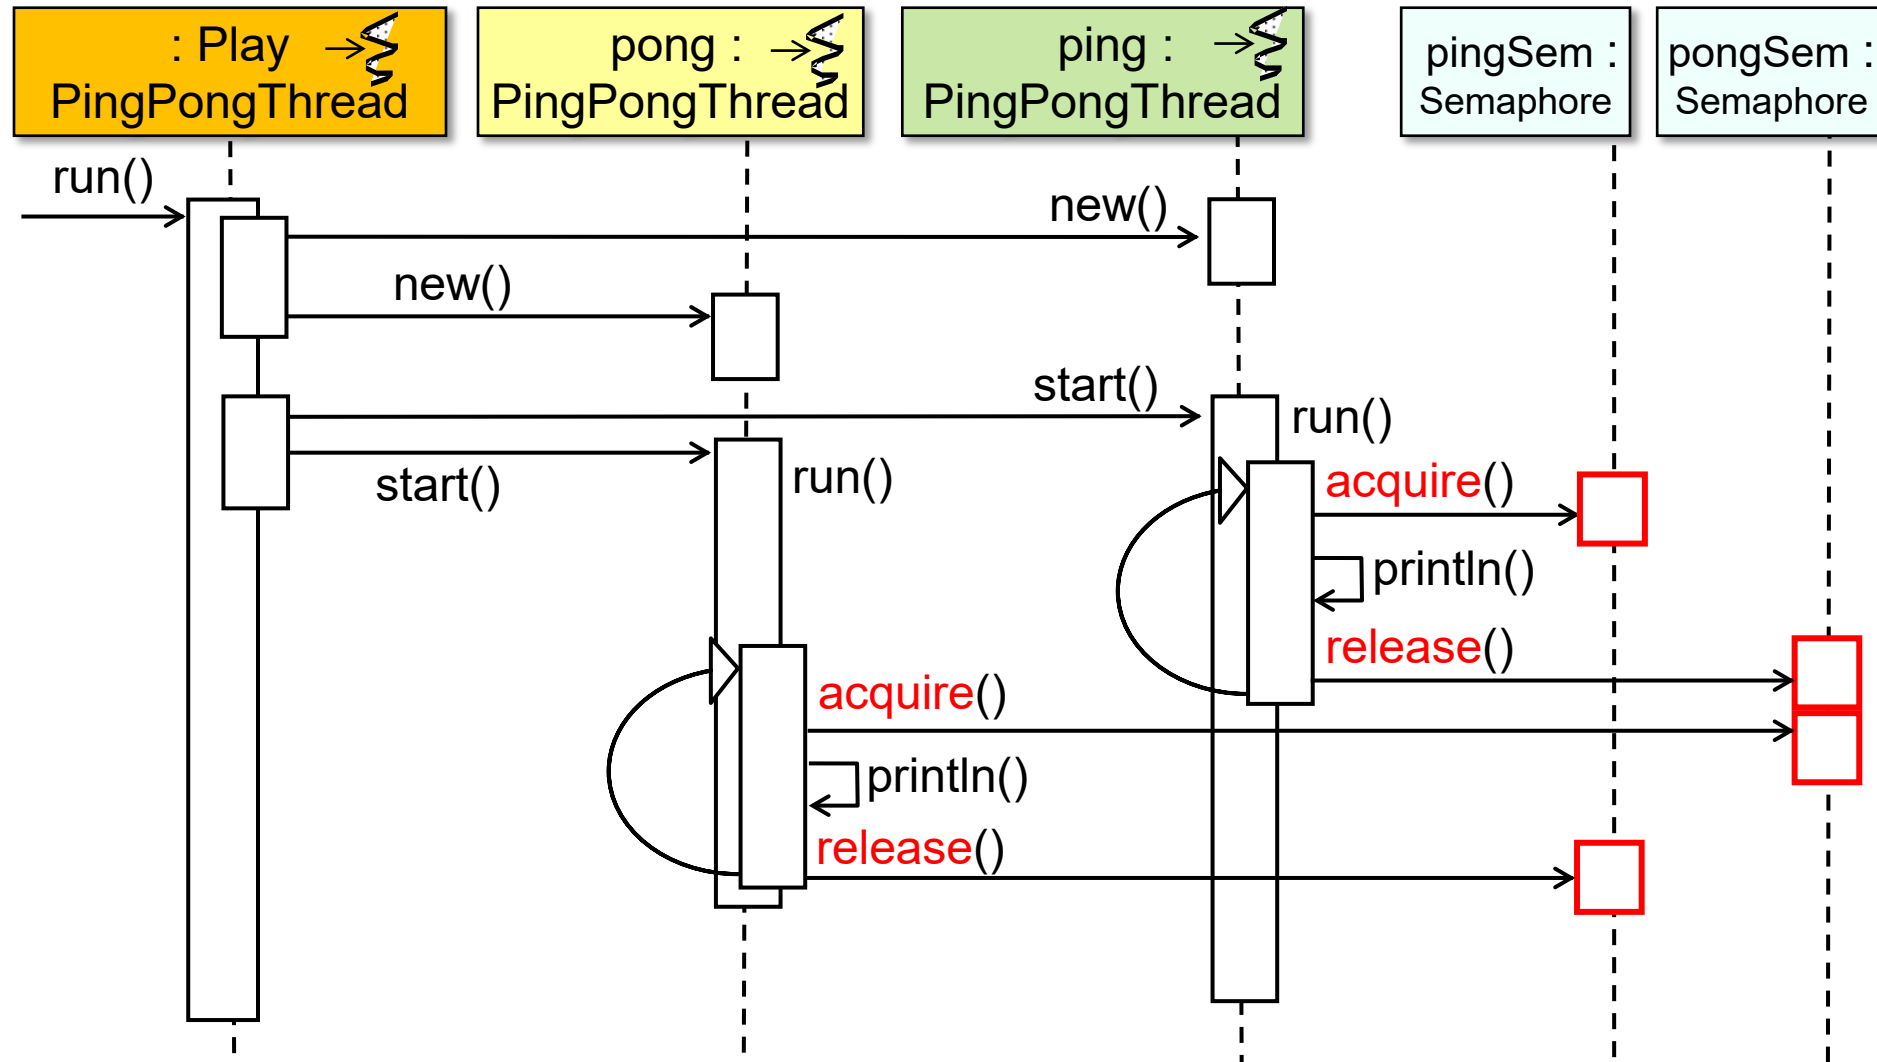 : Play
PingPongThread
pong :
PingPongThread
ping :
PingPongThread
pingSem :
Semaphore
pongSem :
Semaphore
run()
new()
new()
start()
run()
start()
run()
acquire()
println()
release()
acquire()
println()
release()